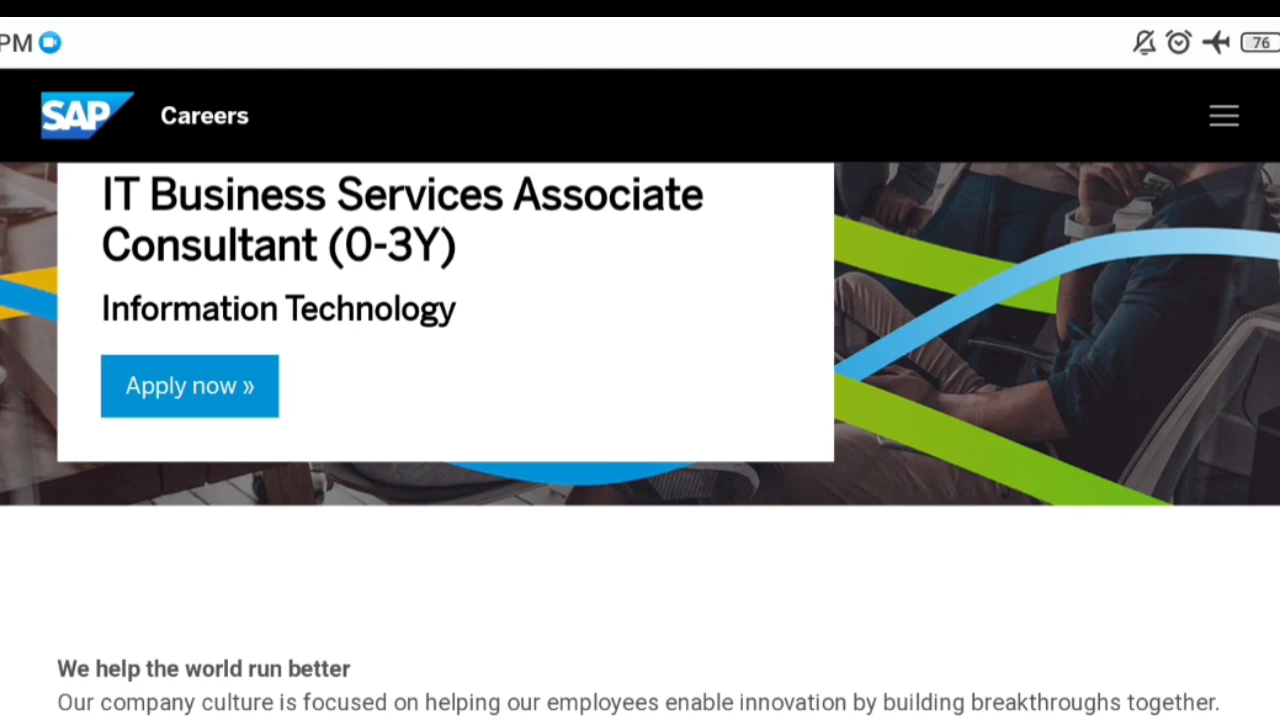 PM
76
SAP Careers
IT Business Services Associate
Consultant (0-3Y)
Information Technology
Apply now »
We help the world run better
Our company culture is focused on helping our employees enable innovation by building breakthroughs together.